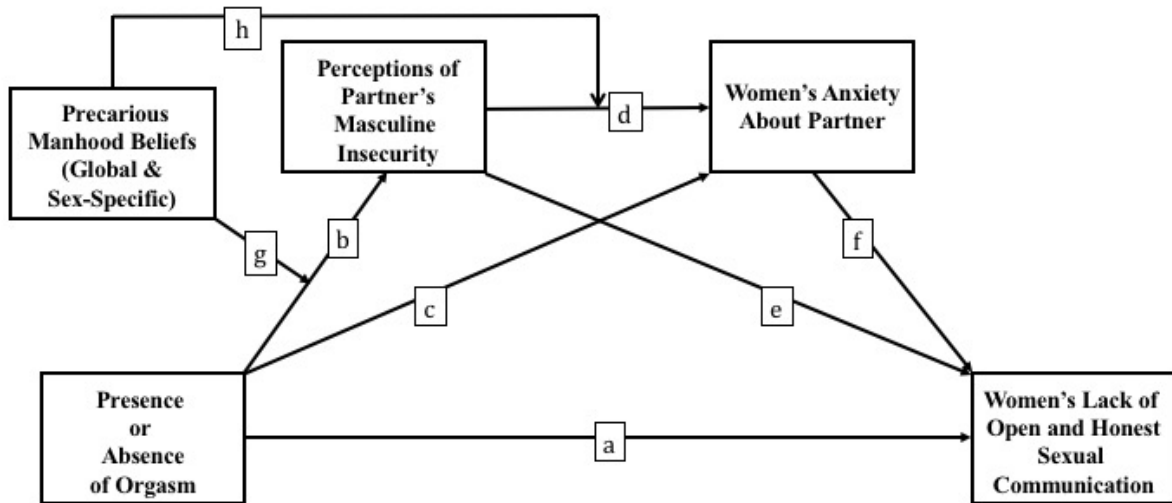 h
Precarious
Manhood Beliefs
(Global &
Sex-Specific)
Perceptions of
Partner's
Masculine
Insecurity
d
Women's Anxiety
About Partner
g
b
c
e
f
Presence
or
Absence
of Orgasm
a
Women's Lack of
Open and Honest
Sexual
Communication